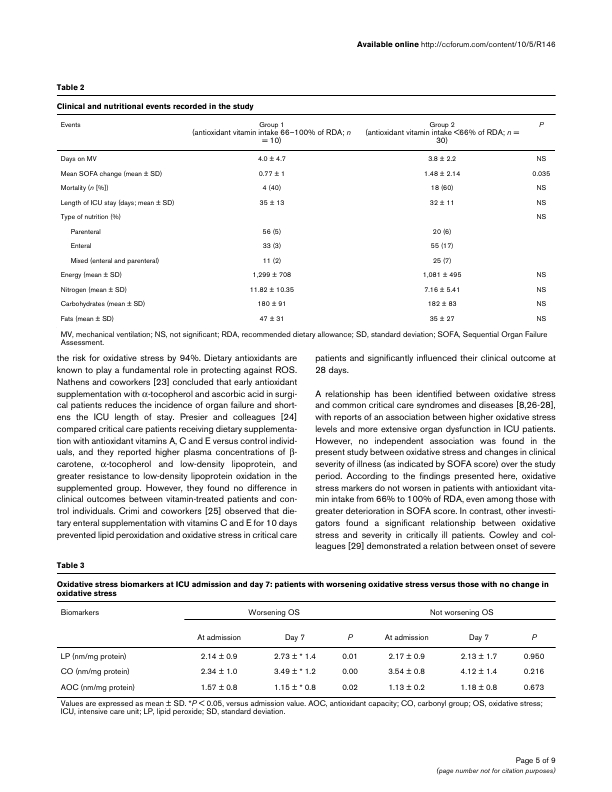 Available online http://ccforum.com/content/10/5/R146
Table 2
Clinical and nutritional events recorded in the study
Events Group 1 Group 2 P
(antioxidant vitamin intake 66–100% of RDA; n (antioxidant vitamin intake <66% of RDA; n =
= 10) 30)
Days on MV 4.0 ± 4.7 3.8 ± 2.2 NS
Mean SOFA change (mean ± SD) 0.77 ± 1 1.48 ± 2.14 0.035
Mortality (n [%]) 4 (40) 18 (60) NS
Length of ICU stay (days; mean ± SD) 35 ± 13 32 ± 11 NS
Type of nutrition (%) NS
Parenteral 56 (5) 20 (6)
Enteral 33 (3) 55 (17)
Mixed (enteral and parenteral) 11 (2) 25 (7)
Energy (mean ± SD) 1,299 ± 708 1,081 ± 495 NS
Nitrogen (mean ± SD) 11.82 ± 10.35 7.16 ± 5.41 NS
Carbohydrates (mean ± SD) 180 ± 91 182 ± 83 NS
Fats (mean ± SD) 47 ± 31 35 ± 27 NS
MV, mechanical ventilation; NS, not significant; RDA, recommended dietary allowance; SD, standard deviation; SOFA, Sequential Organ Failure
Assessment.
the risk for oxidative stress by 94%. Dietary antioxidants are
known to play a fundamental role in protecting against ROS.
Nathens and coworkers [23] concluded that early antioxidant
supplementation with α-tocopherol and ascorbic acid in surgi-
cal patients reduces the incidence of organ failure and short-
ens the ICU length of stay. Presier and colleagues [24]
compared critical care patients receiving dietary supplementa-
tion with antioxidant vitamins A, C and E versus control individ-
uals, and they reported higher plasma concentrations of β-
carotene, α-tocopherol and low-density lipoprotein, and
greater resistance to low-density lipoprotein oxidation in the
supplemented group. However, they found no difference in
clinical outcomes between vitamin-treated patients and con-
trol individuals. Crimi and coworkers [25] observed that die-
tary enteral supplementation with vitamins C and E for 10 days
prevented lipid peroxidation and oxidative stress in critical care
patients and significantly influenced their clinical outcome at
28 days.
A relationship has been identified between oxidative stress
and common critical care syndromes and diseases [8,26-28],
with reports of an association between higher oxidative stress
levels and more extensive organ dysfunction in ICU patients.
However, no independent association was found in the
present study between oxidative stress and changes in clinical
severity of illness (as indicated by SOFA score) over the study
period. According to the findings presented here, oxidative
stress markers do not worsen in patients with antioxidant vita-
min intake from 66% to 100% of RDA, even among those with
greater deterioration in SOFA score. In contrast, other investi-
gators found a significant relationship between oxidative
stress and severity in critically ill patients. Cowley and col-
leagues [29] demonstrated a relation between onset of severe
Table 3
Oxidative stress biomarkers at ICU admission and day 7: patients with worsening oxidative stress versus those with no change in
oxidative stress
Biomarkers Worsening OS Not worsening OS
At admission Day 7 P At admission Day 7 P
LP (nm/mg protein) 2.14 ± 0.9 2.73 ± * 1.4 0.01 2.17 ± 0.9 2.13 ± 1.7 0.950
CO (nm/mg protein) 2.34 ± 1.0 3.49 ± * 1.2 0.00 3.54 ± 0.8 4.12 ± 1.4 0.216
AOC (nm/mg protein) 1.57 ± 0.8 1.15 ± * 0.8 0.02 1.13 ± 0.2 1.18 ± 0.8 0.673
Values are expressed as mean ± SD. *P < 0.05, versus admission value. AOC, antioxidant capacity; CO, carbonyl group; OS, oxidative stress;
ICU, intensive care unit; LP, lipid peroxide; SD, standard deviation.
Page 5 of 9
(page number not for citation purposes)